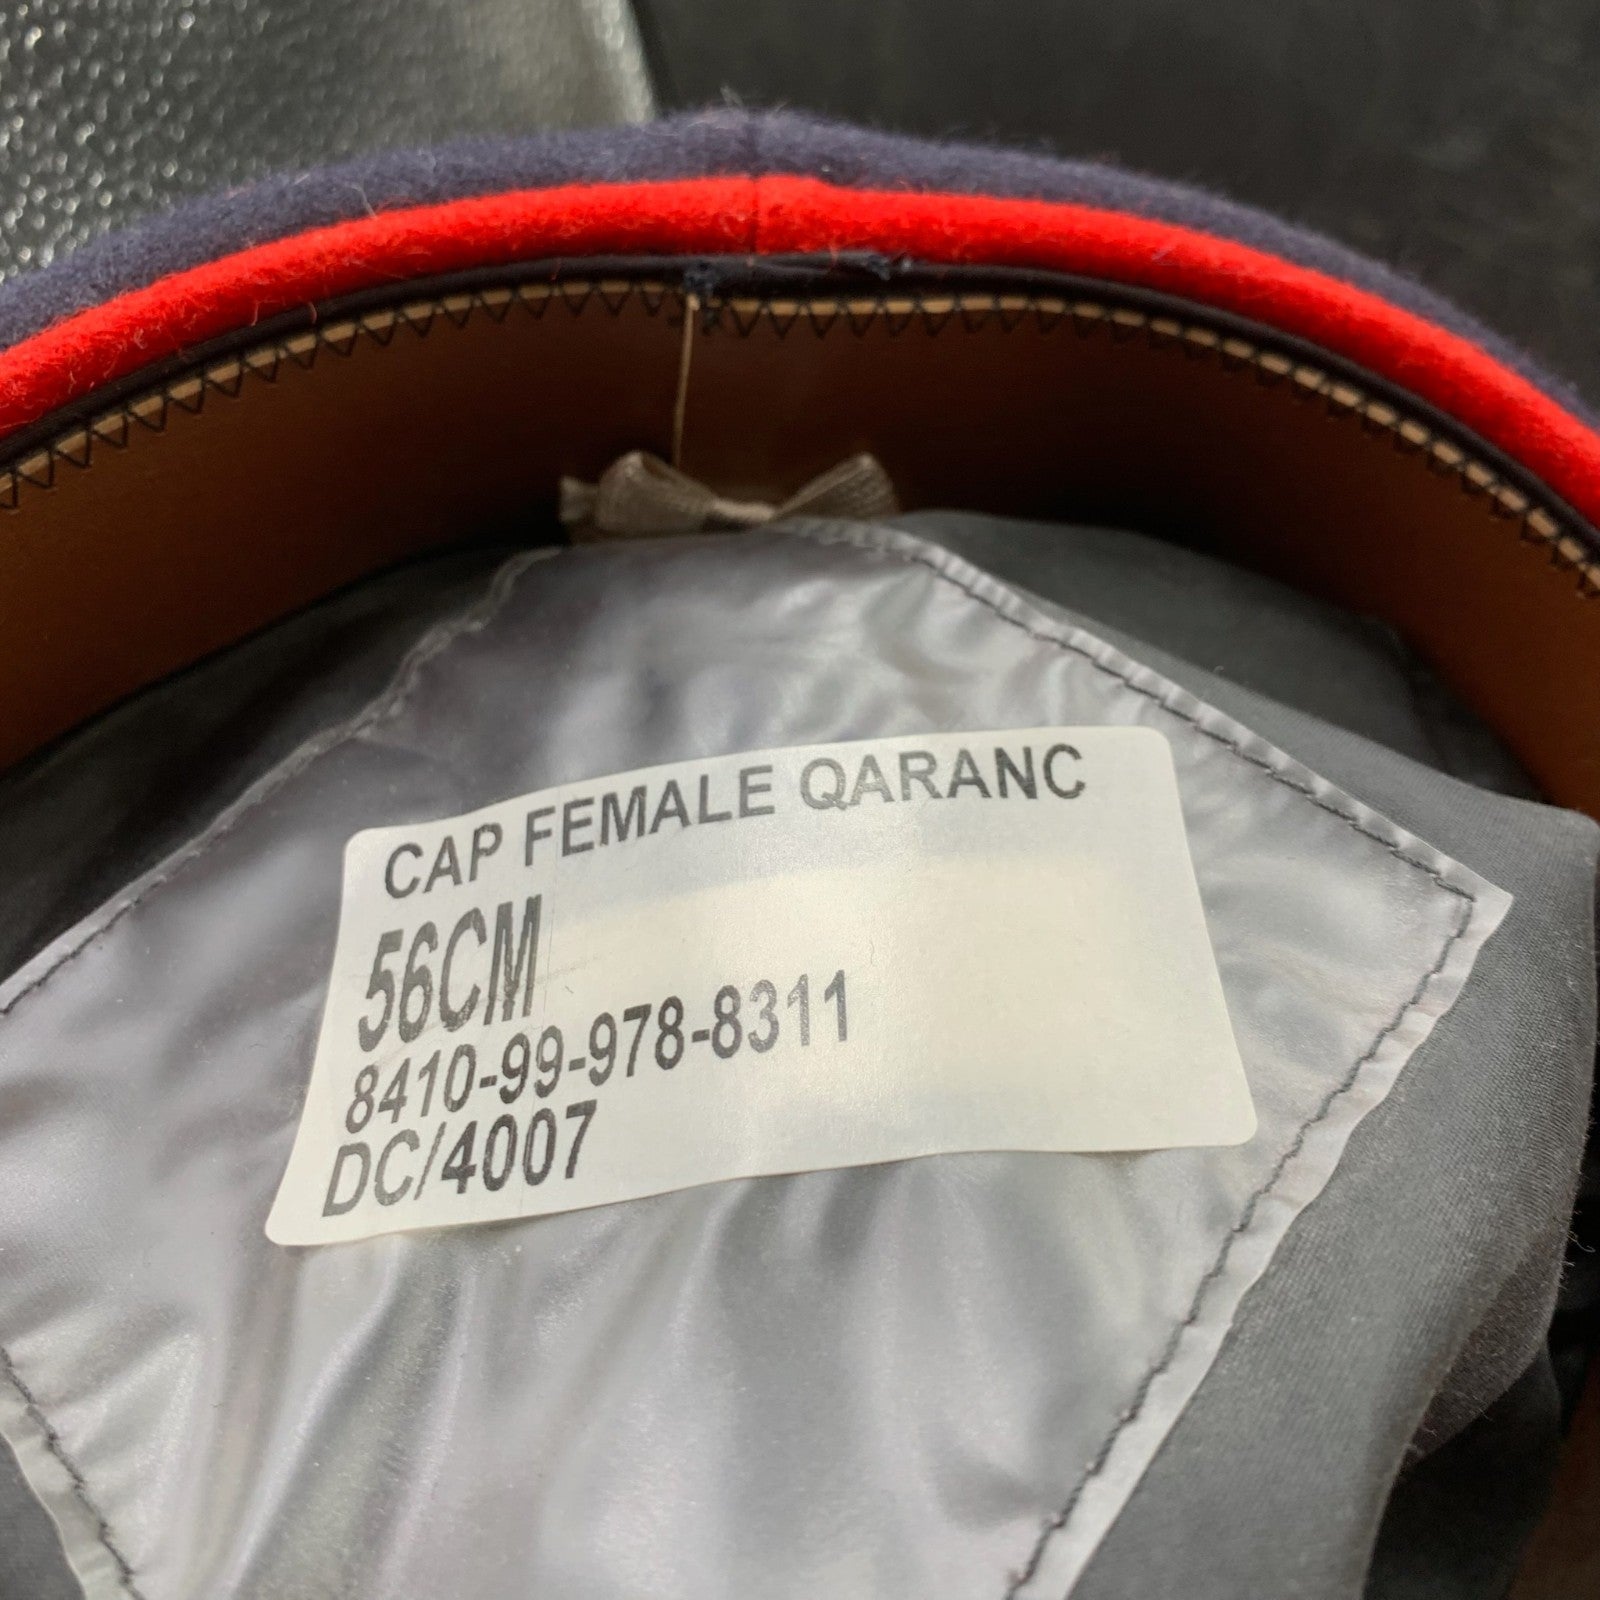 CAP FEMALE QARANC
56CM
8410-99-978-8311
DC/4007